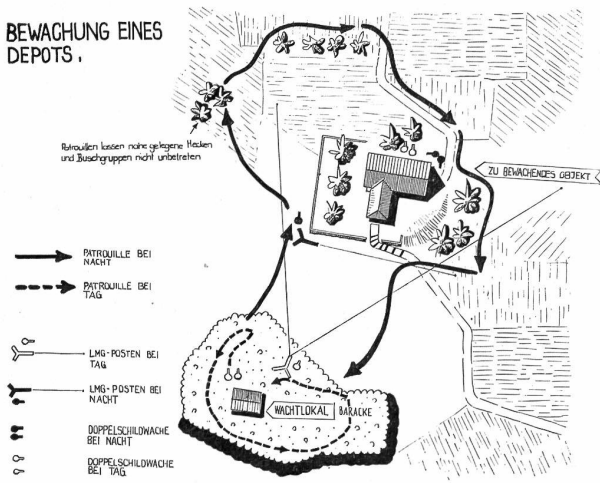 BEWACHUNG EINES
DEPOTS.
Patrouillen lassen nahe gelegene Hecken
und Buschgruppen nicht unbetreten
ZU BEWACHENDES OBJEKT
PATROUILLE BEI
NACHT
PATROUILLE BEI
TAG
LMG-POSTEN BEI
TAG
LMG-POSTEN BEI
NACHT
DOPPELSCHILDWACHE
BEI NACHT
DOPPELSCHILDWACHE
BEI TAG
WACHTLOKAL BARACKE